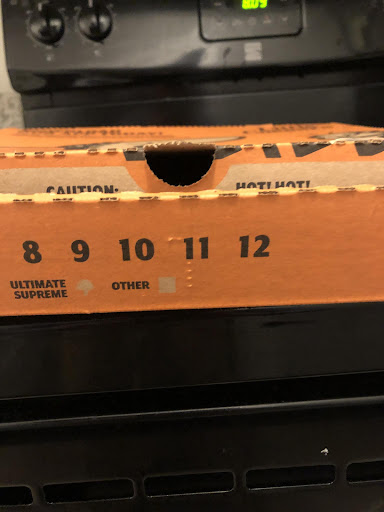 CAUTION: HOT! HOT!
8 9 10 11 12
ULTIMATE
SUPREME
OTHER